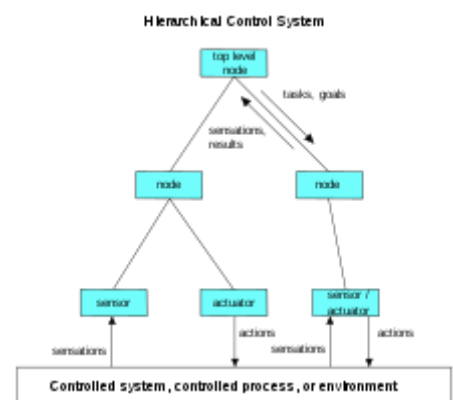 Hierarchical Control System
top level
node
tasks, goals
sensations,
results
node
node
sensor
actuator
sensor /
actuator
actions
actions
sensations
sensations
Controlled system, controlled process, or environment